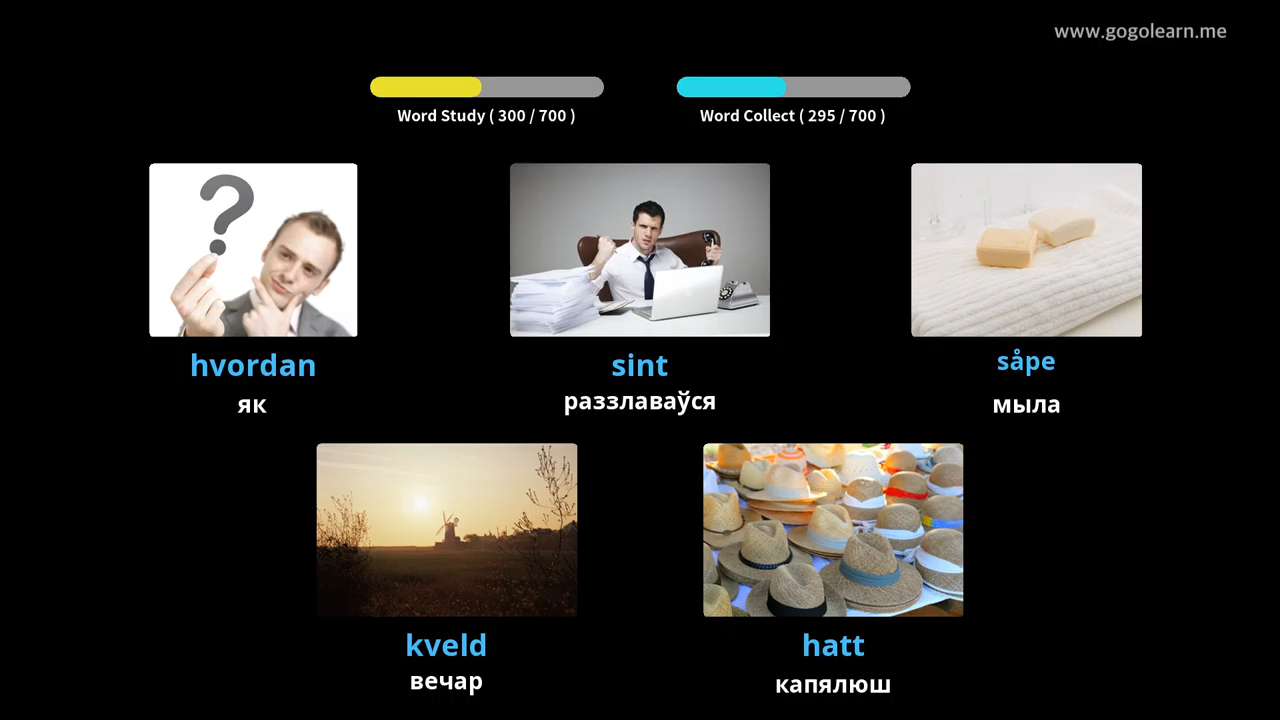 www.gogolearn.me
Word Study ( 300 / 700 )
Word Collect ( 295 / 700 )
?
hvordan
як
sint
раззлаваўся
såpe
мыла
kveld
вечар
hatt
капялюш